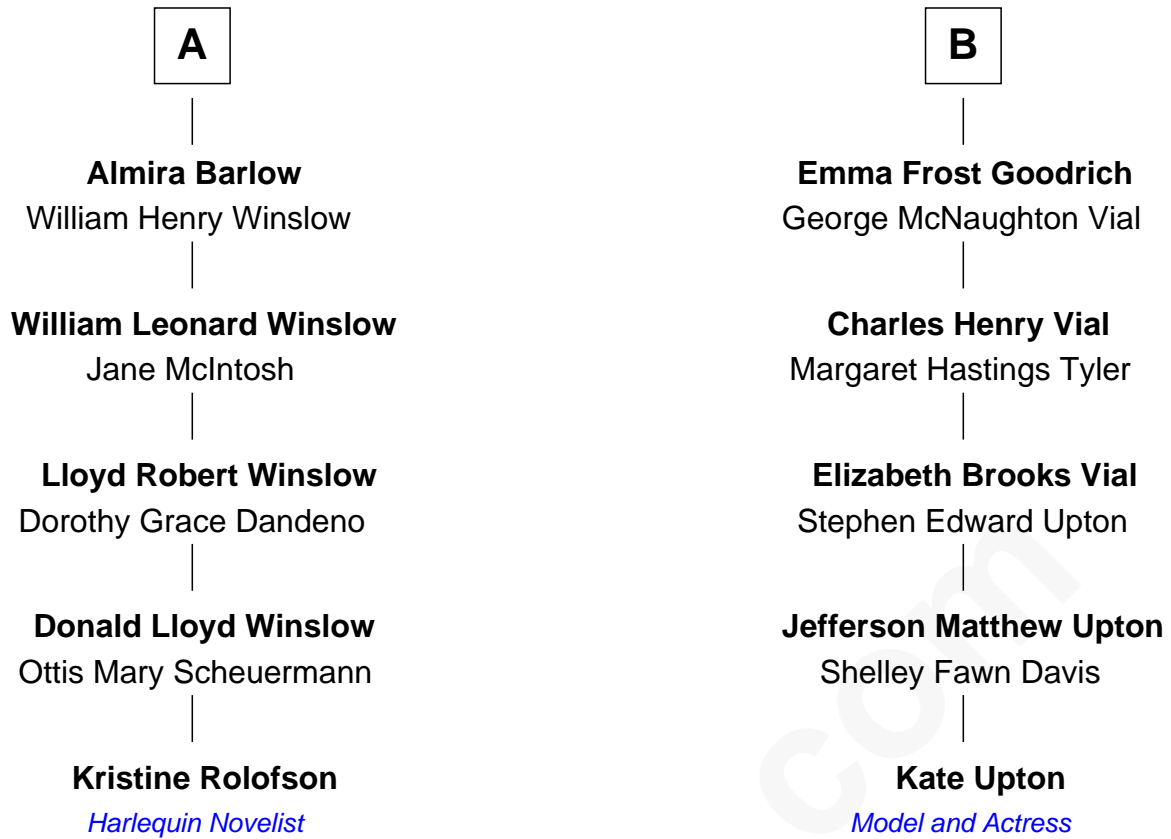 A
Almira Barlow
William Henry Winslow
William Leonard Winslow
Jane McIntosh
Lloyd Robert Winslow
Dorothy Grace Dandeno
Donald Lloyd Winslow
Ottis Mary Scheuermann
Kristine Rolofson
Harlequin Novelist
B
Emma Frost Goodrich
George McNaughton Vial
Charles Henry Vial
Margaret Hastings Tyler
Elizabeth Brooks Vial
Stephen Edward Upton
Jefferson Matthew Upton
Shelley Fawn Davis
Kate Upton
Model and Actress
com